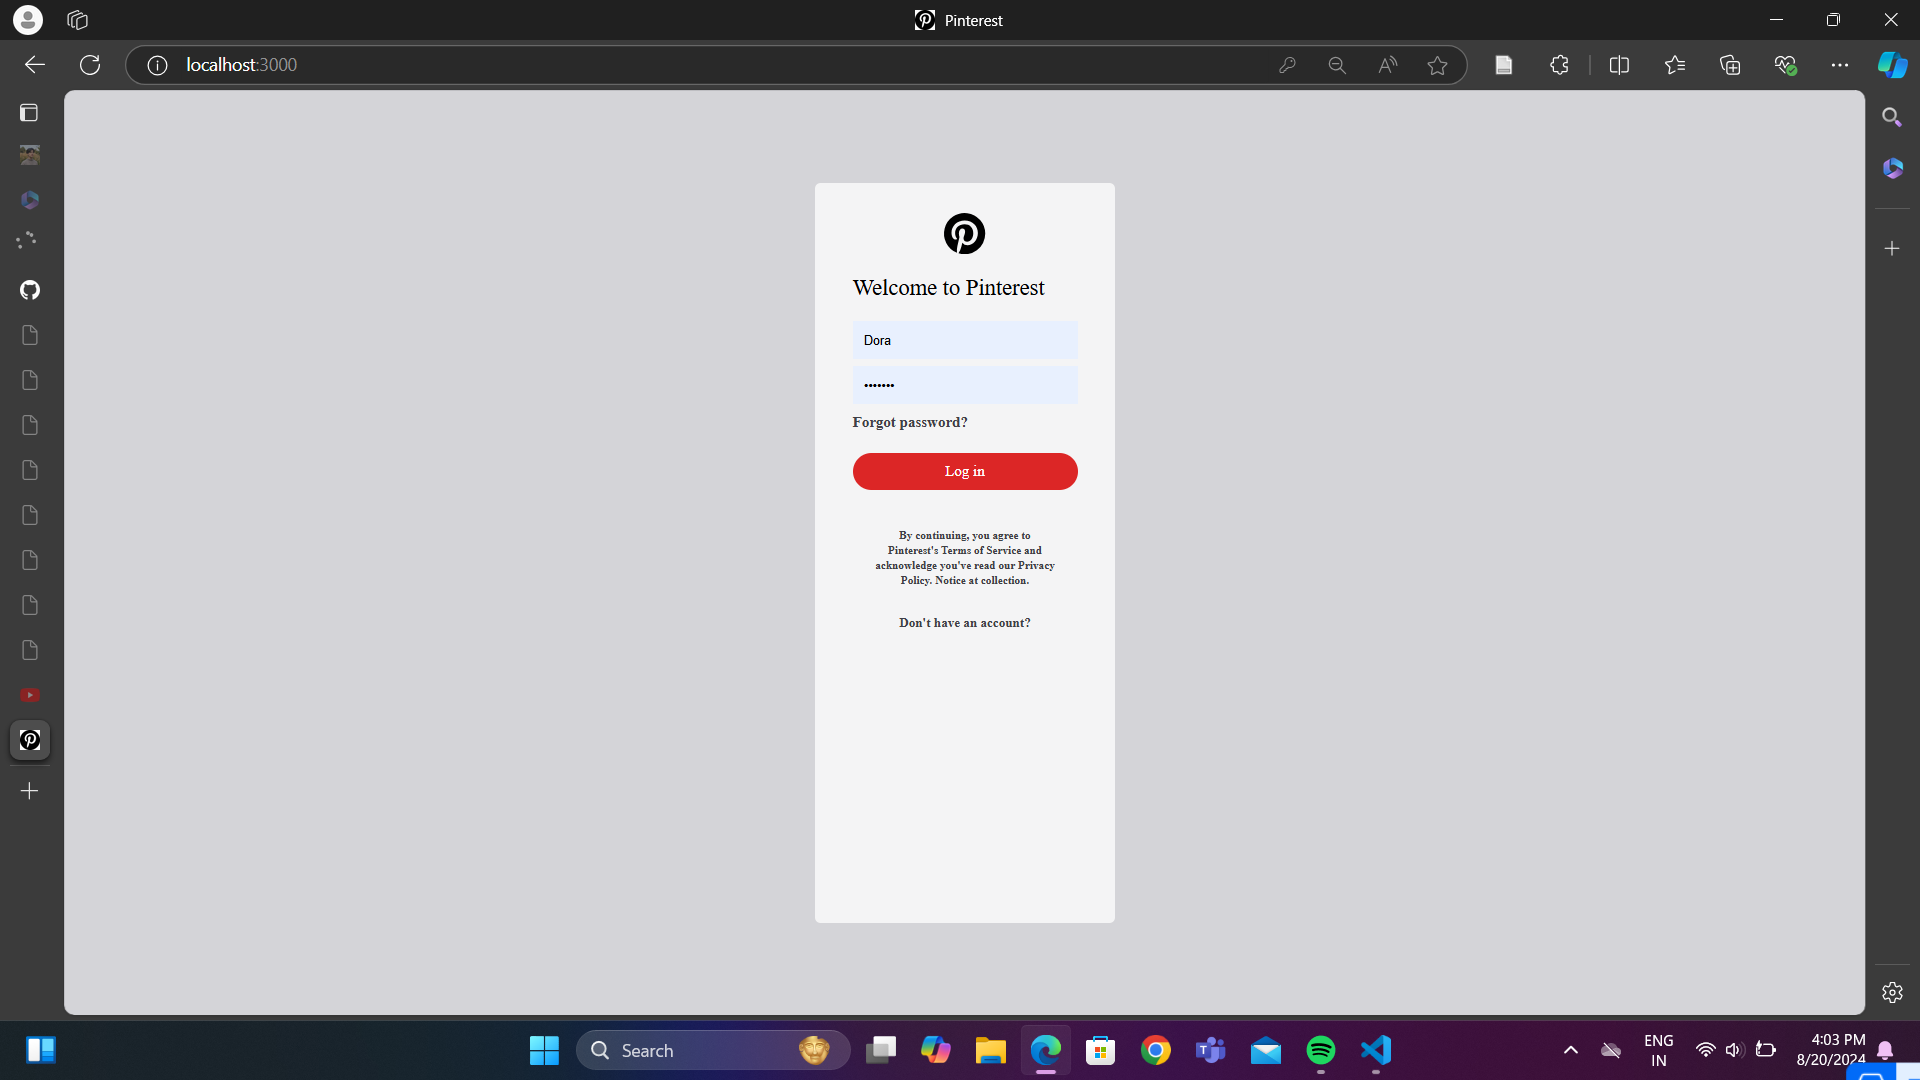 Pinterest
localhost:3000
Welcome to Pinterest
Dora
•••••••
Forgot password?
Log in
By continuing, you agree to
Pinterest's Terms of Service and
acknowledge you've read our Privacy
Policy. Notice at collection.
Don't have an account?
Search
ENG
IN
4:03 PM
8/20/2024